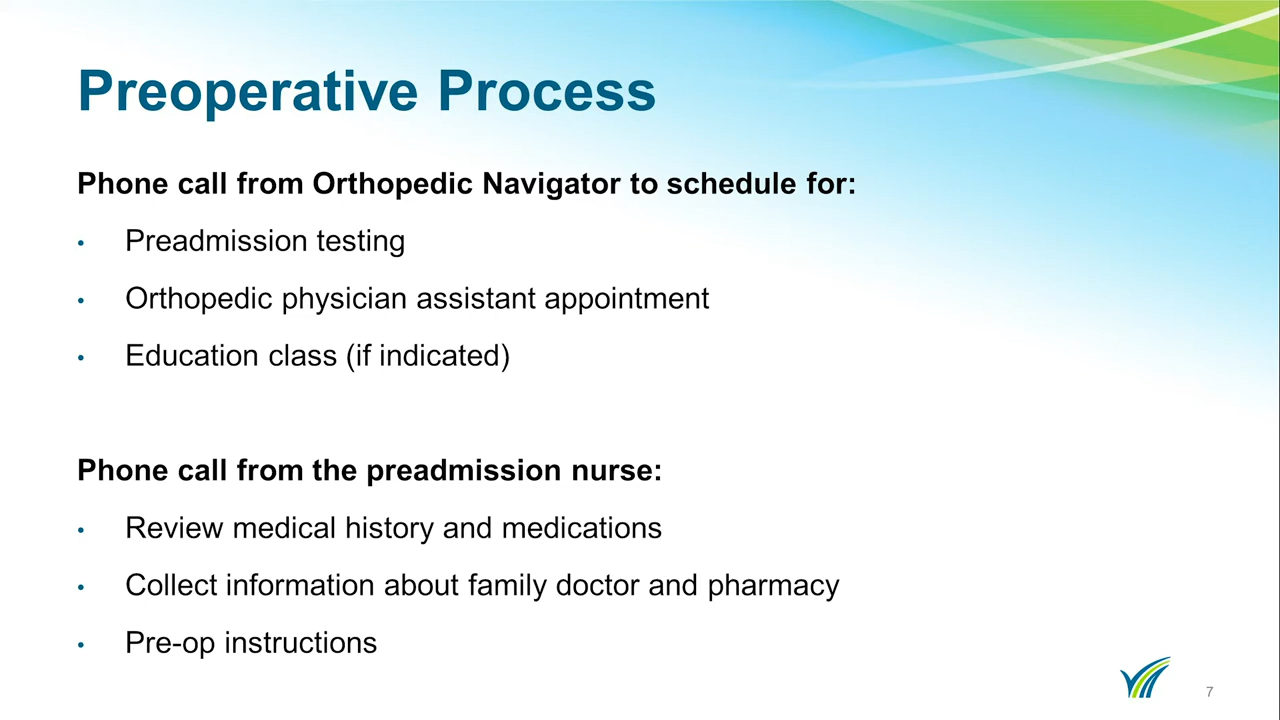 Preoperative Process
Phone call from Orthopedic Navigator to schedule for:
• Preadmission testing
• Orthopedic physician assistant appointment
• Education class (if indicated)
Phone call from the preadmission nurse:
• Review medical history and medications
• Collect information about family doctor and pharmacy
• Pre-op instructions
7